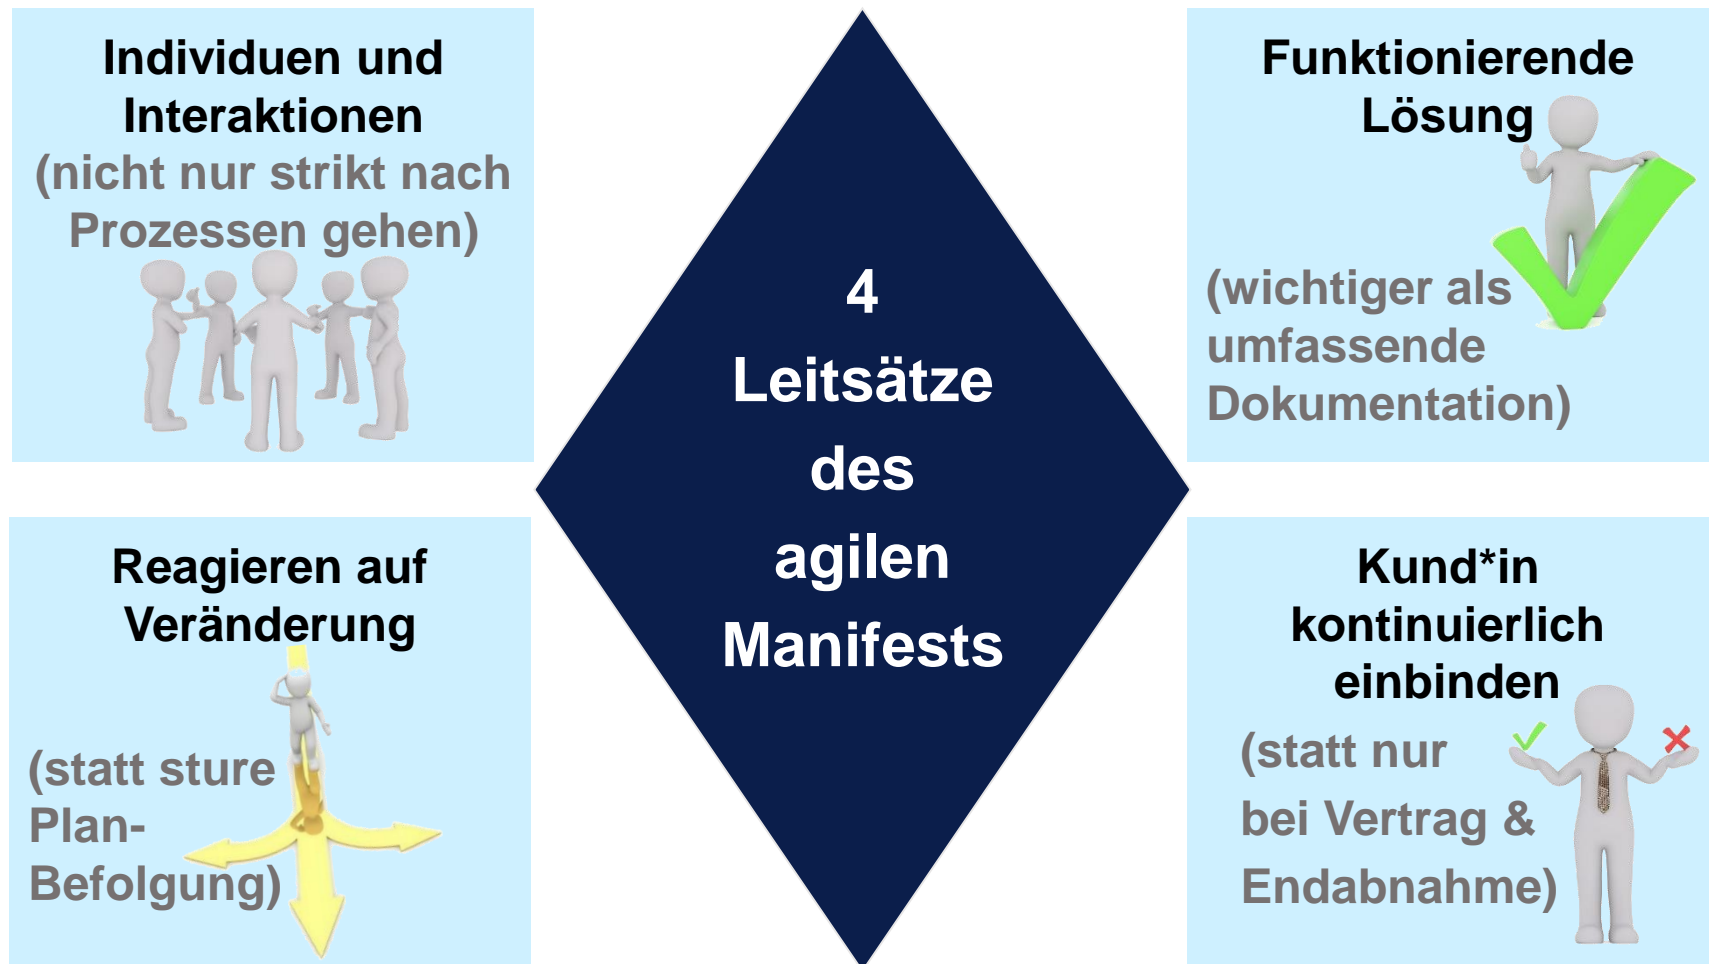 Individuen und
Interaktionen
(nicht nur strikt nach
Prozessen gehen)
4
Leitsätze
des
agilen
Manifests
Funktionierende
Lösung
(wichtiger als
umfassende
Dokumentation)
Reagieren auf
Veränderung
(statt sture
Plan-
Befolgung)
Kund*in
kontinuierlich
einbinden
(statt nur
bei Vertrag &
Endabnahme)